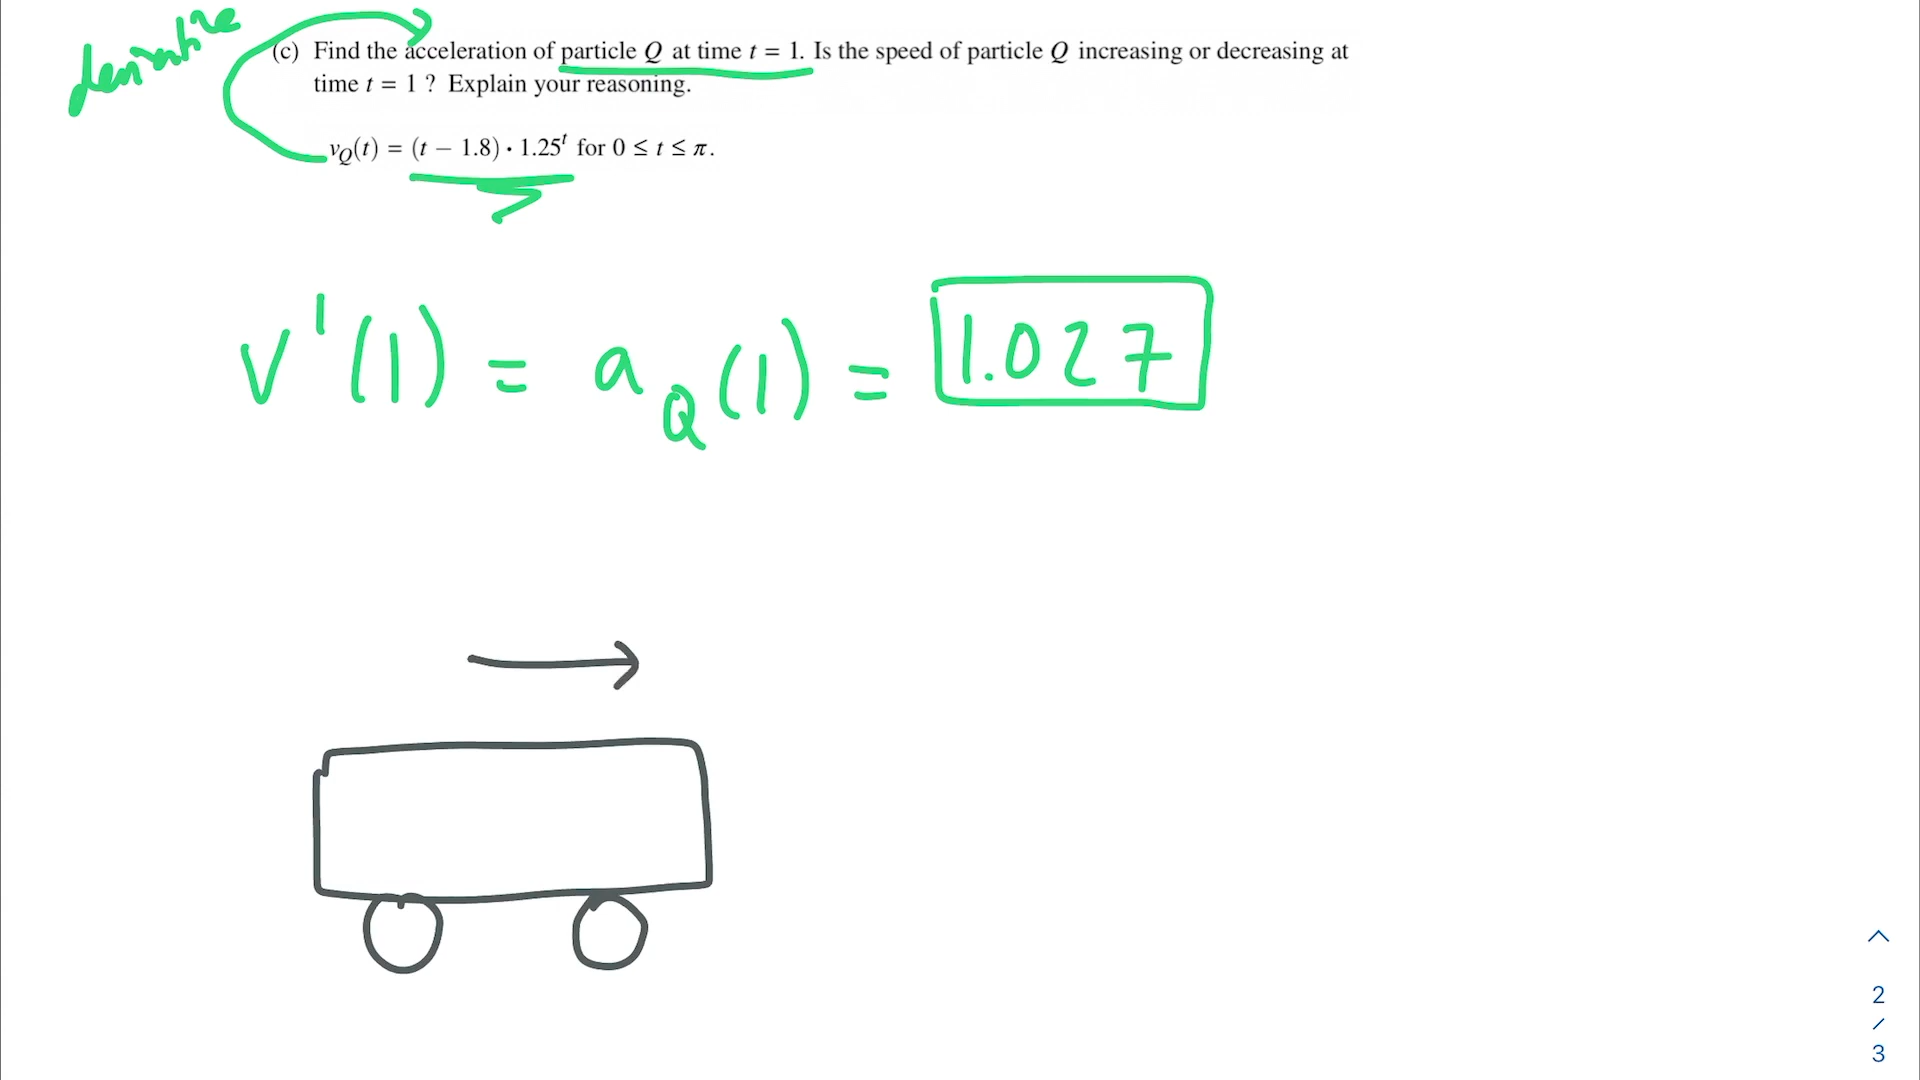 derivative
(c) Find the acceleration of particle Q at time t = 1. Is the speed of particle Q increasing or decreasing at
time t = 1 ? Explain your reasoning.
v_Q(t) = (t − 1.8) · 1.25^t for 0 ≤ t ≤ π.
v'(1) = a_Q(1) = 1.027
2
/
3